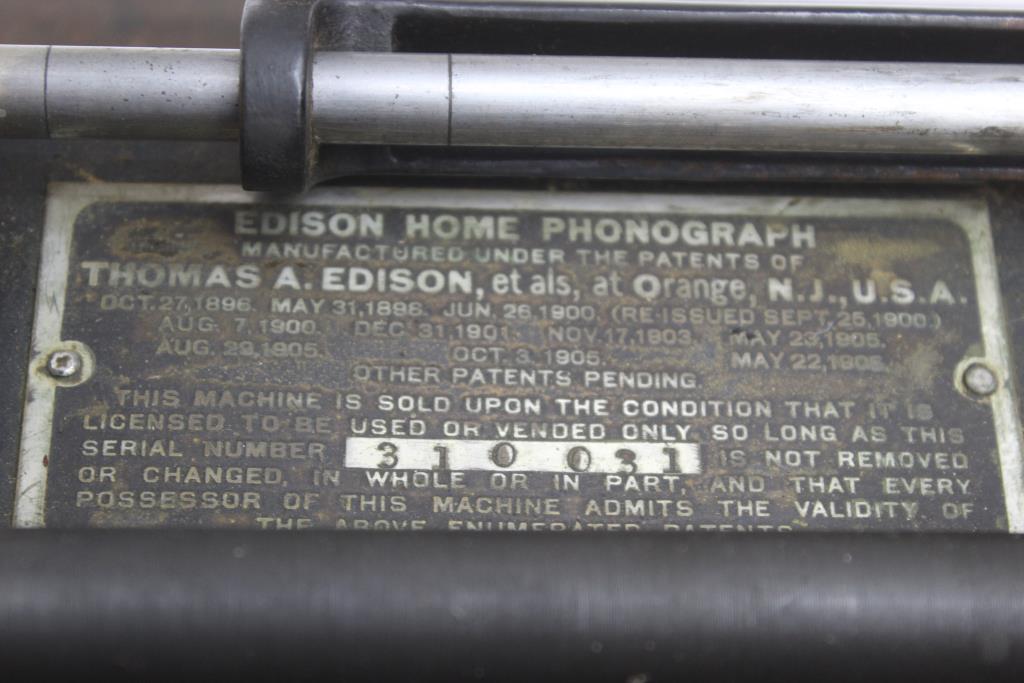 EDISON HOME PHONOGRAPH
MANUFACTURED UNDER THE PATENTS OF
THOMAS A. EDISON, et als, at Orange, N.J., U.S.A.
OCT. 27, 1896. MAY 31, 1898. JUN. 26, 1900. (RE-ISSUED SEPT. 25, 1900.)
AUG. 7, 1900. DEC. 31, 1901. NOV. 17, 1903. MAY 23, 1905.
AUG. 29, 1905. OCT. 3, 1905. MAY 22, 1906.
OTHER PATENTS PENDING.
THIS MACHINE IS SOLD UPON THE CONDITION THAT IT IS
LICENSED TO BE USED OR VENDED ONLY SO LONG AS THIS
SERIAL NUMBER 310031 IS NOT REMOVED
OR CHANGED, IN WHOLE OR IN PART, AND THAT EVERY
POSSESSOR OF THIS MACHINE ADMITS THE VALIDITY OF
THE ABOVE ENUMERATED PATENTS